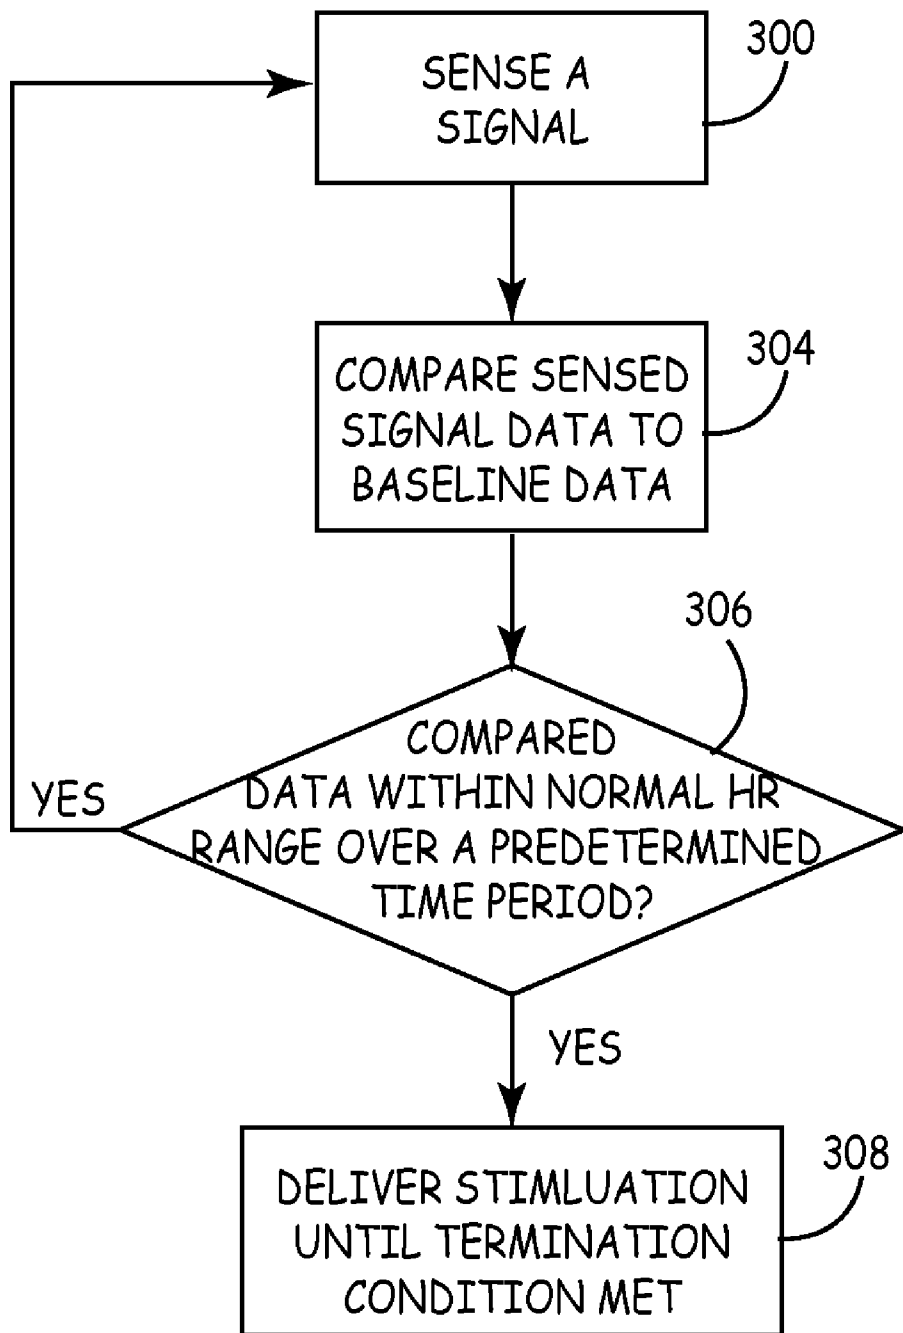 SENSE A
SIGNAL
300
COMPARE SENSED
SIGNAL DATA TO
BASELINE DATA
304
306
COMPARED
DATA WITHIN NORMAL HR
RANGE OVER A PREDETERMINED
TIME PERIOD?
YES
YES
DELIVER STIMLUATION
UNTIL TERMINATION
CONDITION MET
308